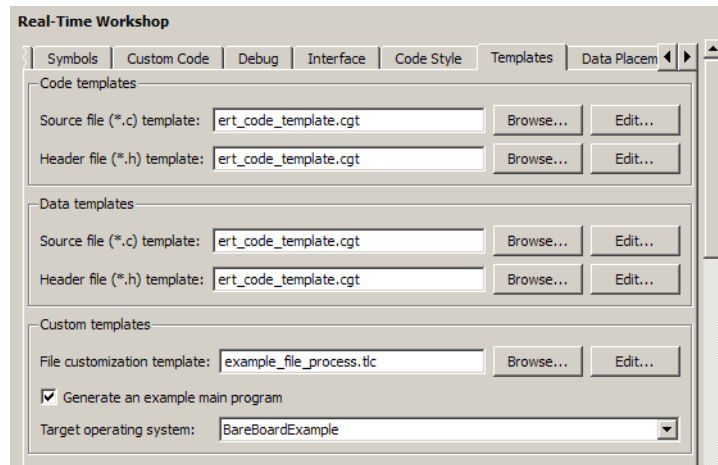 Real-Time Workshop
Symbols Custom Code Debug Interface Code Style Templates Data Placem
Code templates
Source file (*.c) template: ert_code_template.cgt Browse... Edit...
Header file (*.h) template: ert_code_template.cgt Browse... Edit...
Data templates
Source file (*.c) template: ert_code_template.cgt Browse... Edit...
Header file (*.h) template: ert_code_template.cgt Browse... Edit...
Custom templates
File customization template: example_file_process.tlc Browse... Edit...
Generate an example main program
Target operating system: BareBoardExample